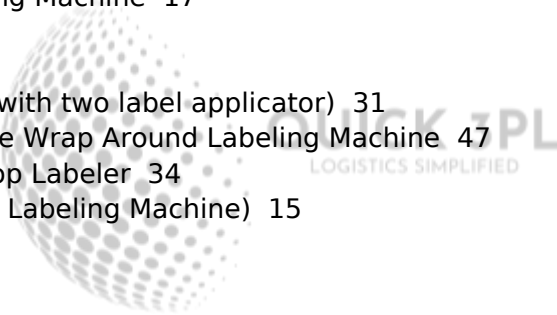 ng Machine 17
with two label applicator) 31
e Wrap Around Labeling Machine 47
op Labeler 34
Labeling Machine) 15
QUICK 3PL
LOGISTICS SIMPLIFIED